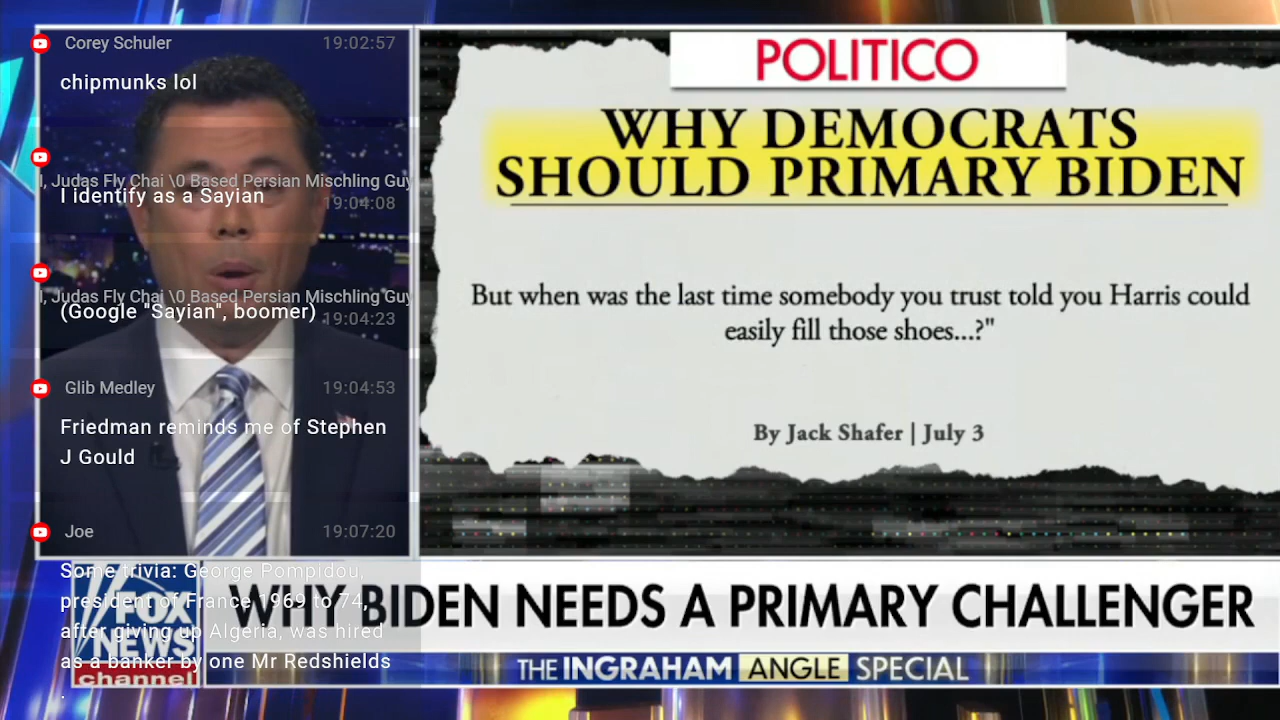 Corey Schuler 19:02:57
chipmunks lol
, Judas Fly Chai \0 Based Persian Mischling Guy
I identify as a Sayian
19:04:08
, Judas Fly Chai \0 Based Persian Mischling Guy
(Google "Sayian", boomer)
19:04:23
Glib Medley 19:04:53
Friedman reminds me of Stephen
J Gould
Joe 19:07:20
Some trivia: George Pompidou,
president of France 1969 to 74,
after giving up Algeria, was hired
as a banker by one Mr Redshields
.
POLITICO
WHY DEMOCRATS
SHOULD PRIMARY BIDEN
But when was the last time somebody you trust told you Harris could
easily fill those shoes...?"
By Jack Shafer | July 3
FOX
NEWS
channel
WHY BIDEN NEEDS A PRIMARY CHALLENGER
THE INGRAHAM ANGLE SPECIAL